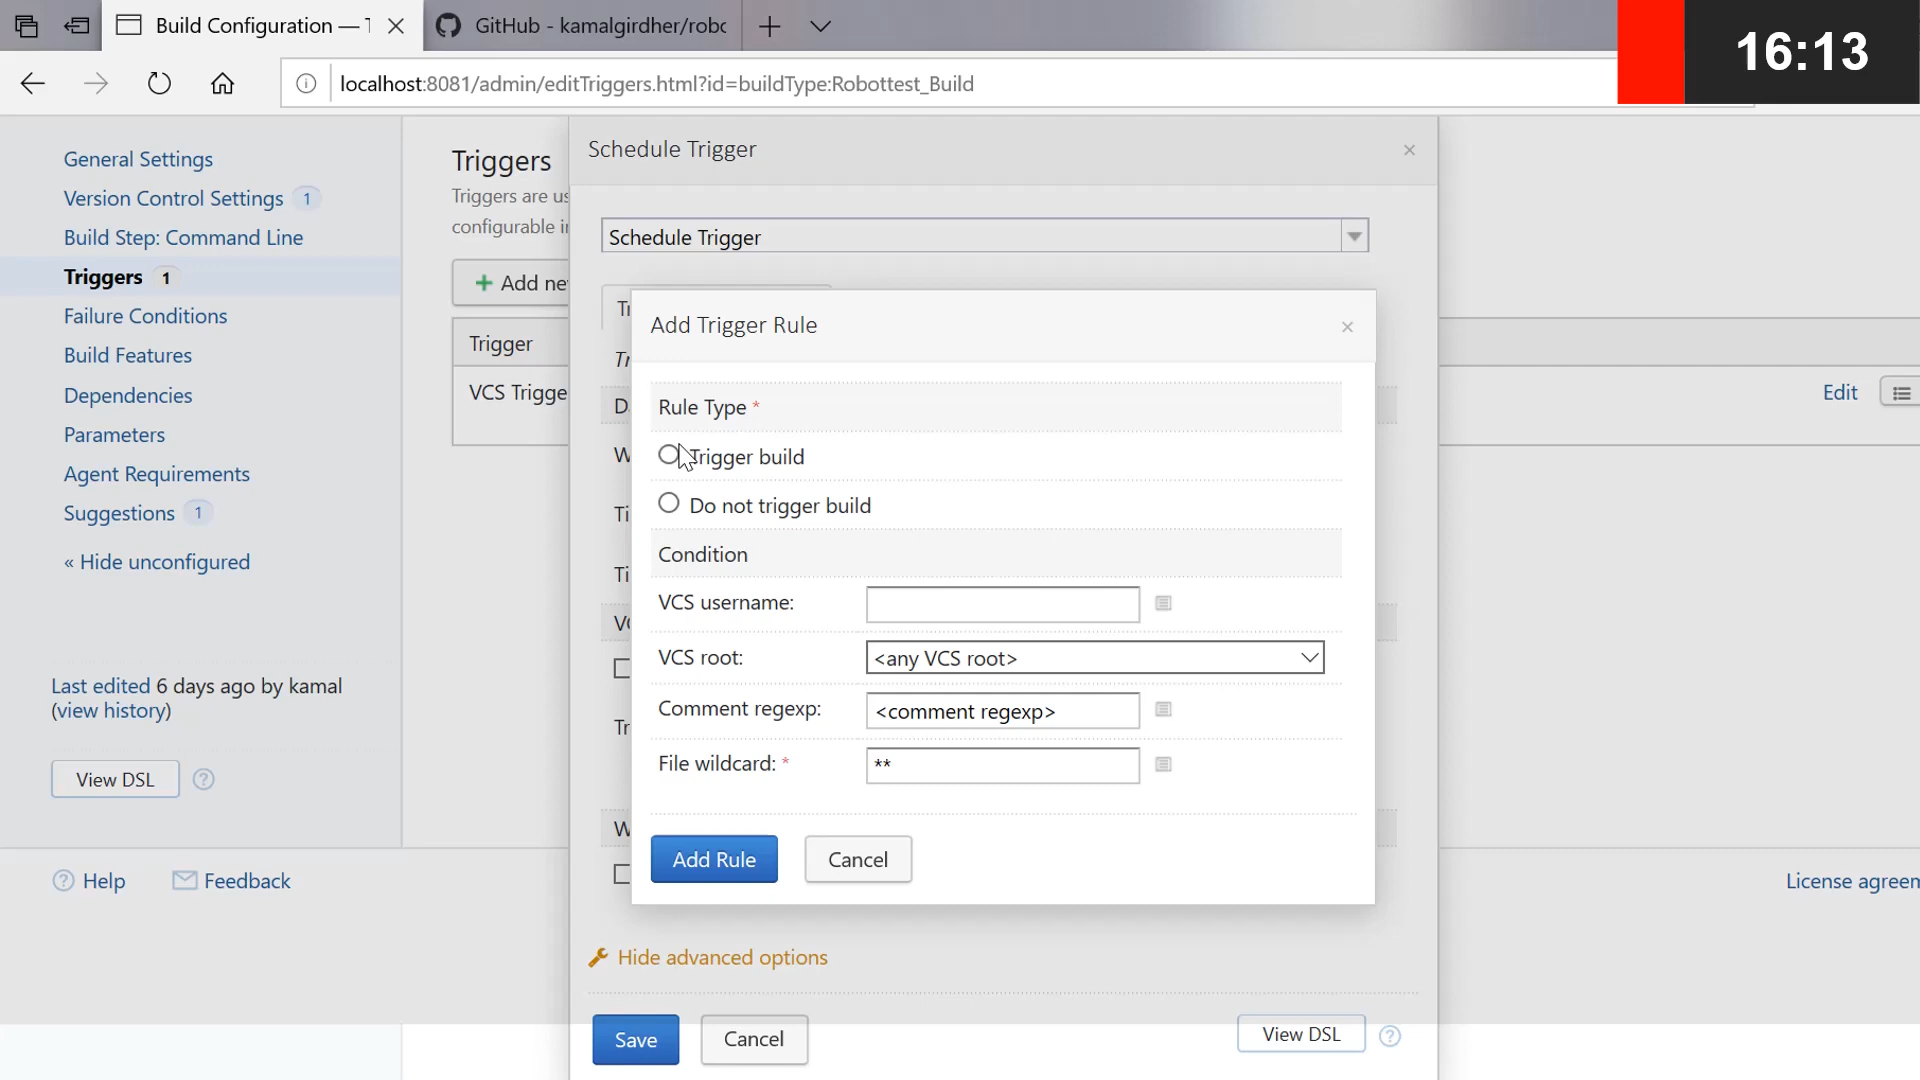 Build Configuration —
GitHub - kamalgirdher/robo
16:13
localhost:8081/admin/editTriggers.html?id=buildType:Robottest_Build
General Settings
Version Control Settings 1
Build Step: Command Line
Triggers 1
Failure Conditions
Build Features
Dependencies
Parameters
Agent Requirements
Suggestions 1
« Hide unconfigured
Last edited 6 days ago by kamal
(view history)
View DSL ?
? Help Feedback
Triggers
Triggers are
configurable
+ Add
Trigger
VCS
Edit
Schedule Trigger ×
Schedule Trigger
Add Trigger Rule ×
Rule Type *
Trigger build
Do not trigger build
Condition
VCS username:
VCS root: <any VCS root>
Comment regexp: <comment regexp>
File wildcard: * **
Add Rule Cancel
Hide advanced options
Save Cancel View DSL ?
License